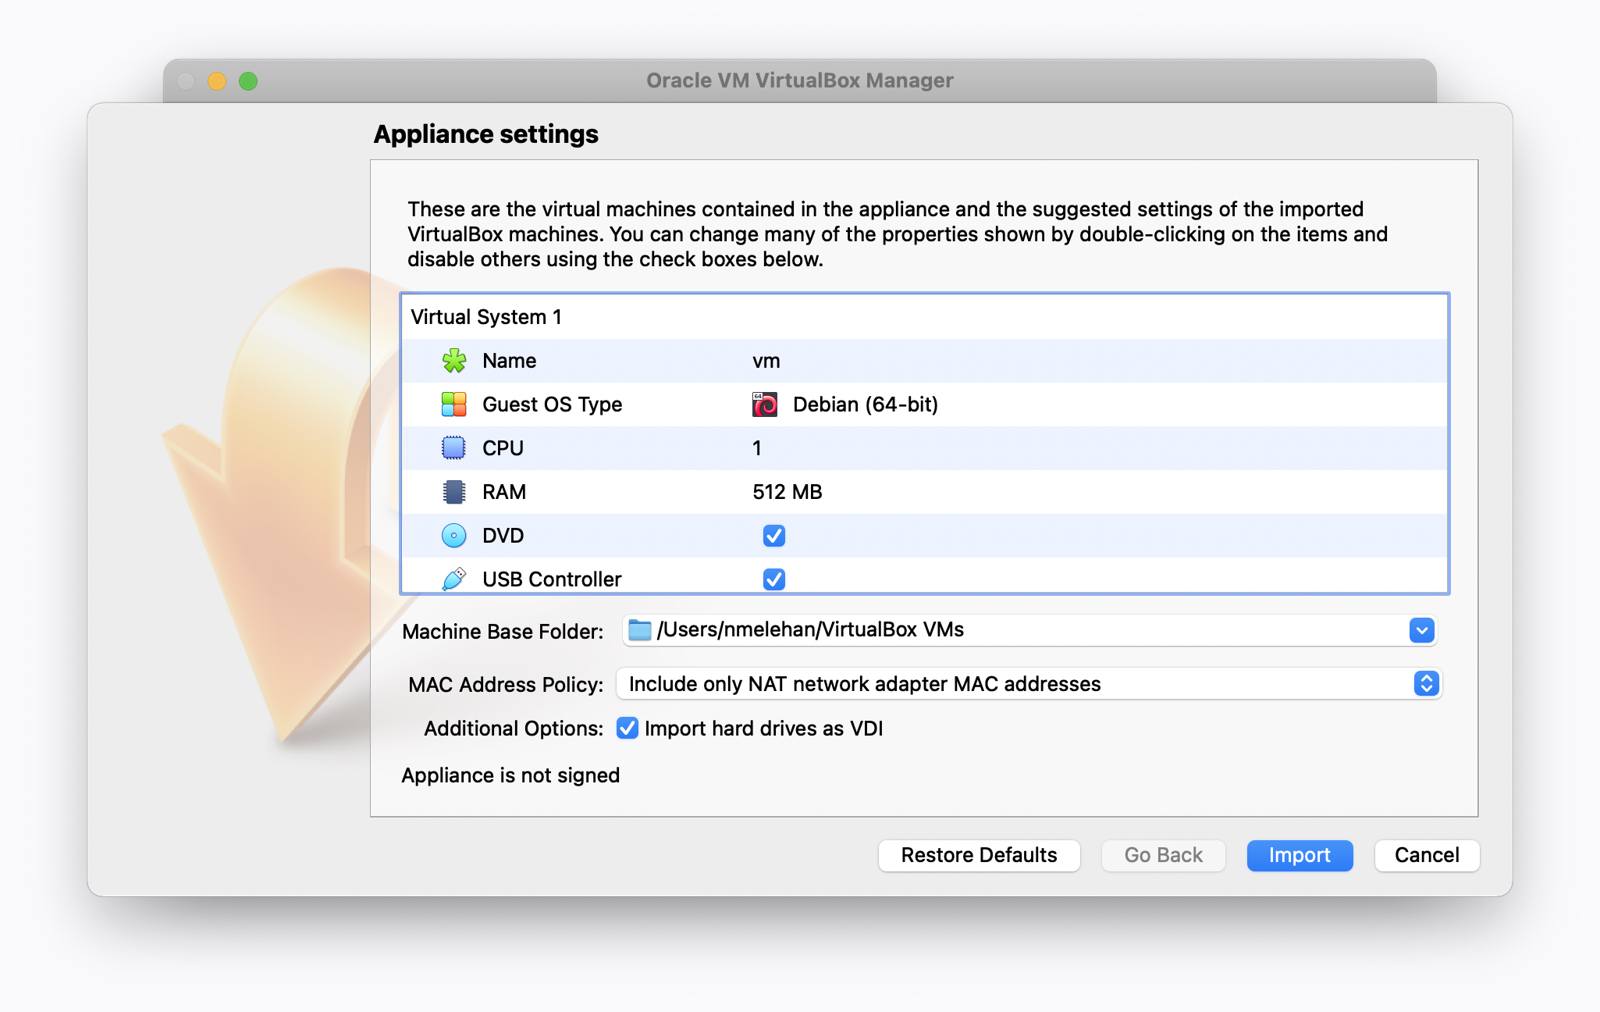 Oracle VM VirtualBox Manager
Appliance settings
These are the virtual machines contained in the appliance and the suggested settings of the imported
VirtualBox machines. You can change many of the properties shown by double-clicking on the items and
disable others using the check boxes below.
Virtual System 1
Name vm
Guest OS Type 64 Debian (64-bit)
CPU 1
RAM 512 MB
DVD
USB Controller
Machine Base Folder: /Users/nmelehan/VirtualBox VMs
MAC Address Policy: Include only NAT network adapter MAC addresses
Additional Options: Import hard drives as VDI
Appliance is not signed
Restore Defaults Go Back Import Cancel